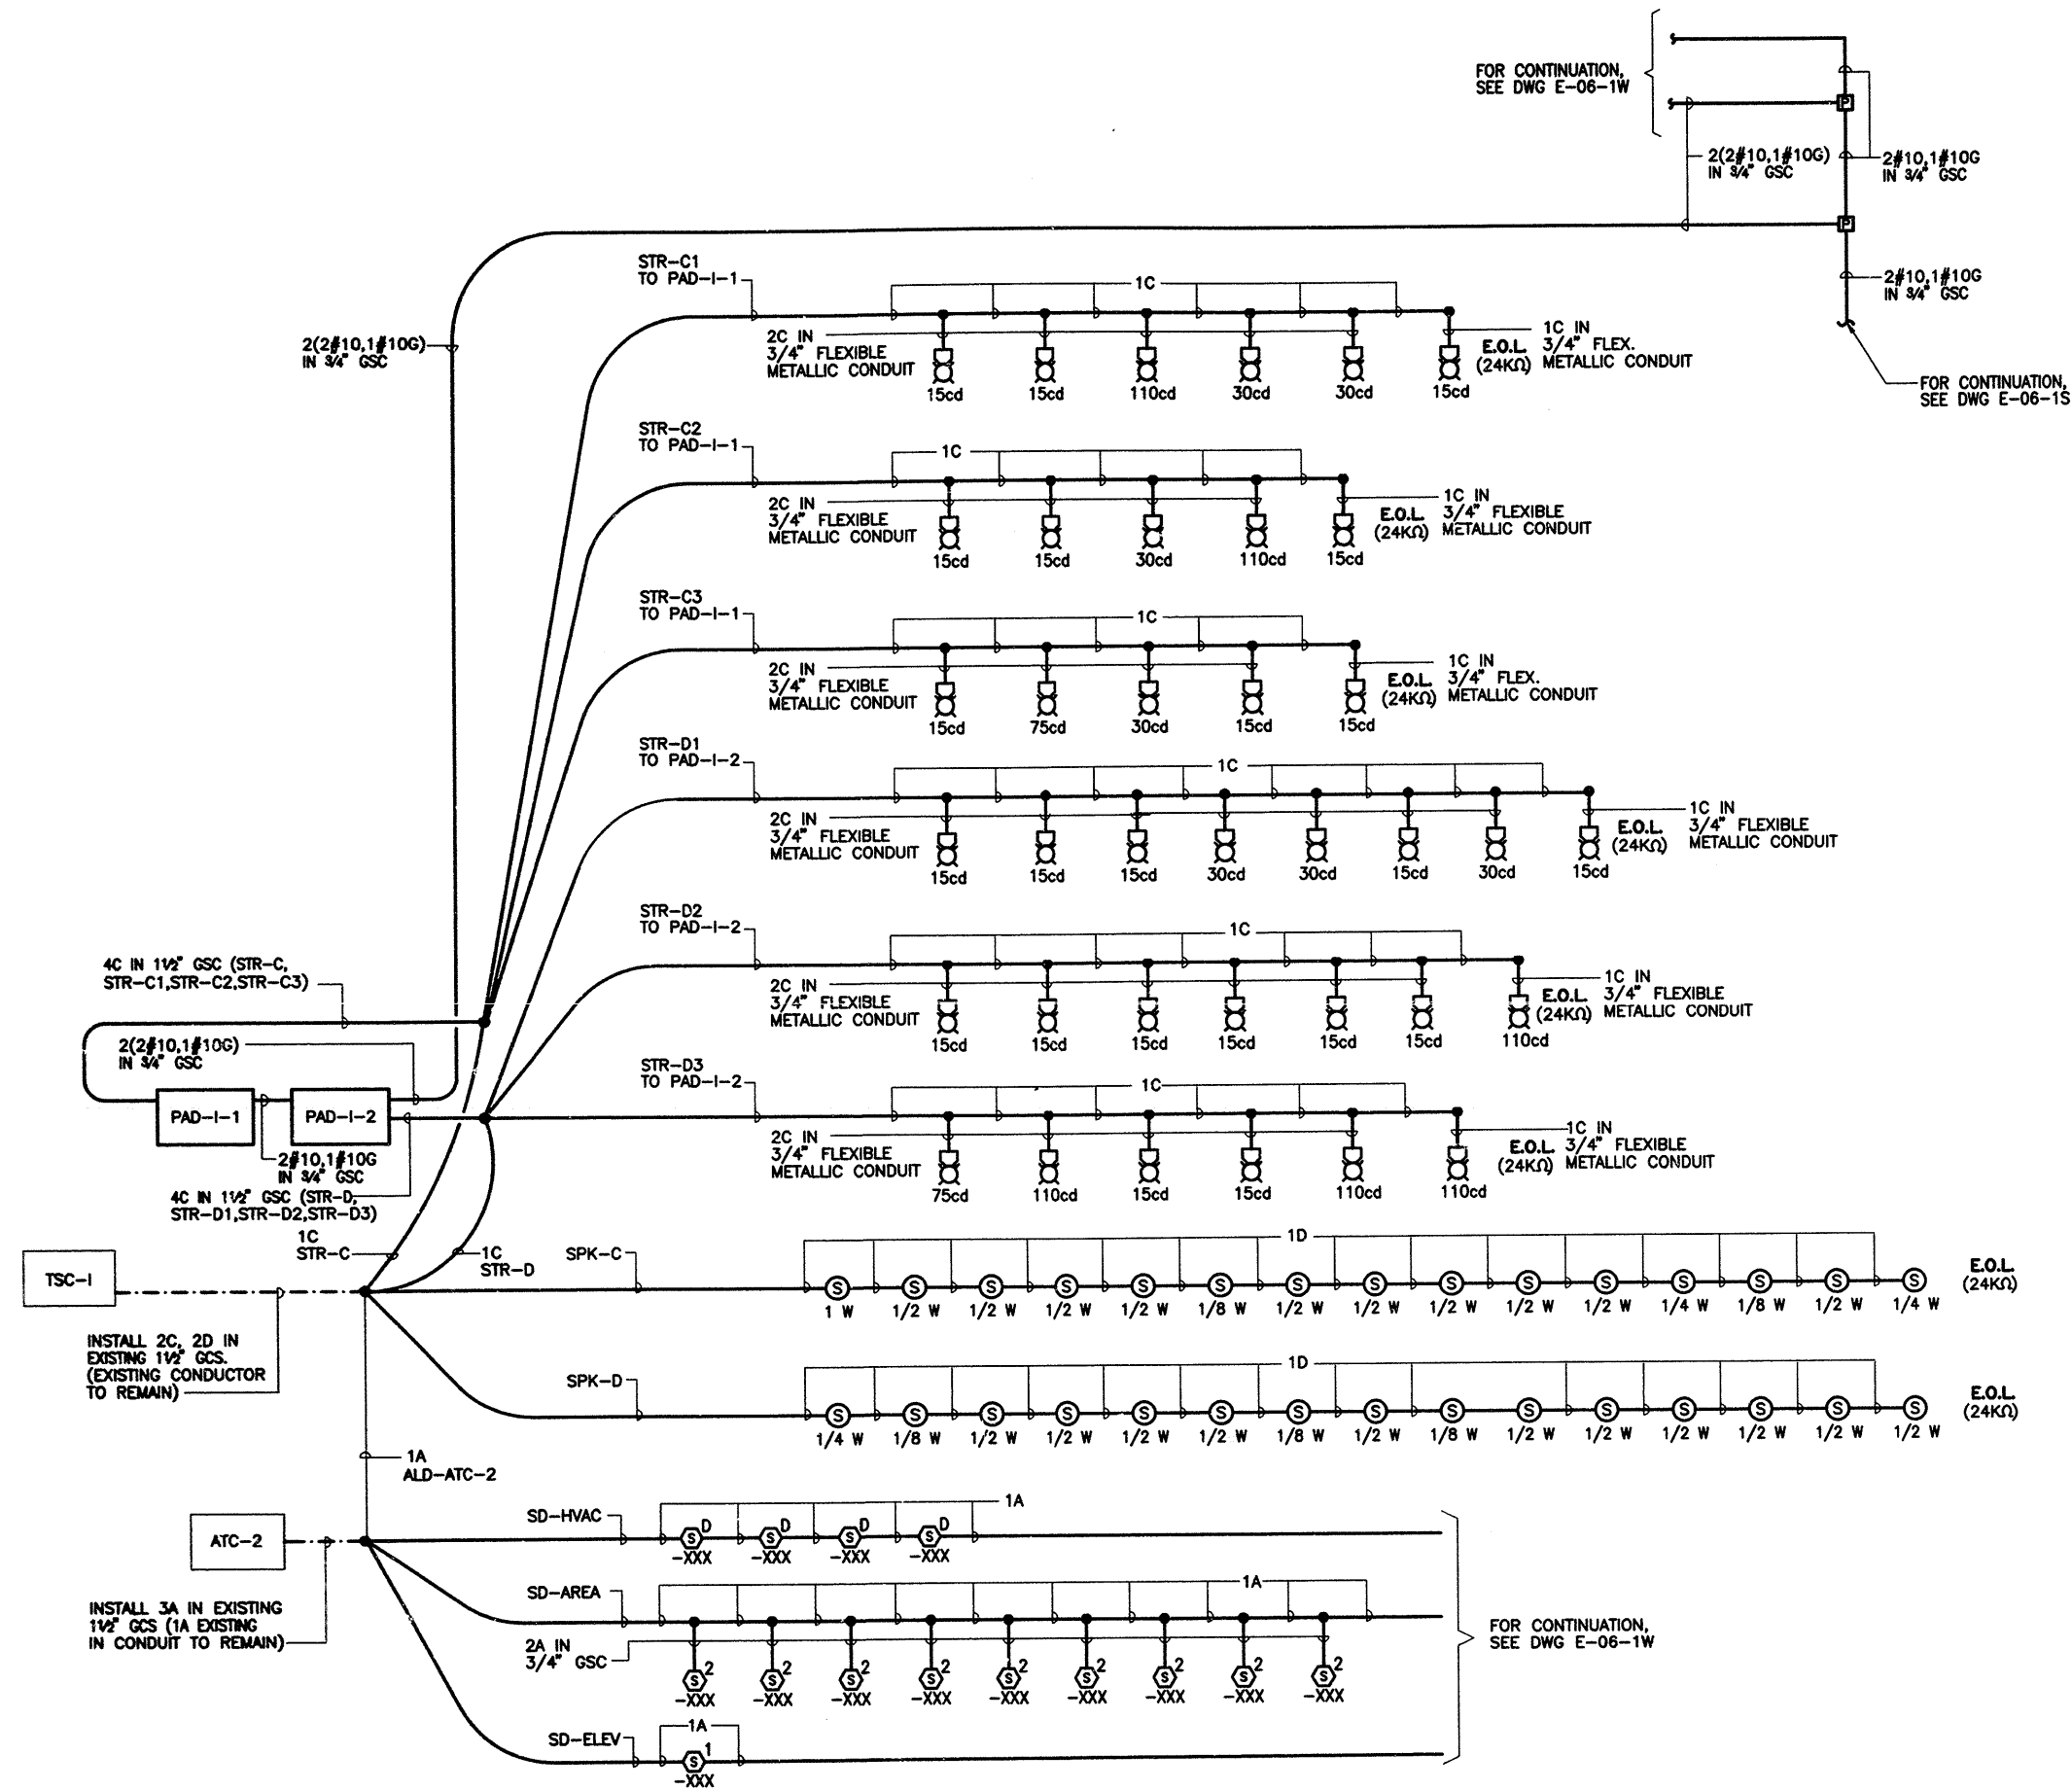 FOR CONTINUATION,
SEE DWG E-06-1W
P
2(2#10,1#10G)
IN 3/4" GSC
2#10,1#10G
IN 3/4" GSC
P
2#10,1#10G
IN 3/4" GSC
FOR CONTINUATION,
SEE DWG E-06-1S
2(2#10,1#10G)
IN 3/4" GSC
STR-C1
TO PAD-I-1
1C
2C IN
3/4" FLEXIBLE
METALLIC CONDUIT
E.O.L.
(24KΩ)
1C IN
3/4" FLEX.
METALLIC CONDUIT
15cd 15cd 110cd 30cd 30cd 15cd
STR-C2
TO PAD-I-1
1C
2C IN
3/4" FLEXIBLE
METALLIC CONDUIT
E.O.L.
(24KΩ)
1C IN
3/4" FLEXIBLE
METALLIC CONDUIT
15cd 15cd 30cd 110cd 15cd
STR-C3
TO PAD-I-1
1C
2C IN
3/4" FLEXIBLE
METALLIC CONDUIT
E.O.L.
(24KΩ)
1C IN
3/4" FLEX.
METALLIC CONDUIT
15cd 75cd 30cd 15cd 15cd
STR-D1
TO PAD-I-2
1C
2C IN
3/4" FLEXIBLE
METALLIC CONDUIT
E.O.L.
(24KΩ)
1C IN
3/4" FLEXIBLE
METALLIC CONDUIT
15cd 15cd 15cd 30cd 30cd 15cd 30cd 15cd
STR-D2
TO PAD-I-2
1C
2C IN
3/4" FLEXIBLE
METALLIC CONDUIT
E.O.L.
(24KΩ)
1C IN
3/4" FLEXIBLE
METALLIC CONDUIT
15cd 15cd 15cd 15cd 15cd 15cd 110cd
4C IN 1 1/2" GSC (STR-C,
STR-C1,STR-C2,STR-C3)
2(2#10,1#10G)
IN 3/4" GSC
PAD-I-1
PAD-I-2
2#10,1#10G
IN 3/4" GSC
4C IN 1 1/2" GSC (STR-D,
STR-D1,STR-D2,STR-D3)
STR-D3
TO PAD-I-2
1C
2C IN
3/4" FLEXIBLE
METALLIC CONDUIT
E.O.L.
(24KΩ)
1C IN
3/4" FLEXIBLE
METALLIC CONDUIT
75cd 110cd 15cd 15cd 110cd 110cd
1C
STR-C
1C
STR-D
TSC-I
INSTALL 2C, 2D IN
EXISTING 1 1/2" GCS.
(EXISTING CONDUCTOR
TO REMAIN)
SPK-C
1D
S S S S S S S S S S S S S S S
1 W 1/2 W 1/2 W 1/2 W 1/2 W 1/8 W 1/2 W 1/2 W 1/2 W 1/2 W 1/2 W 1/4 W 1/8 W 1/2 W 1/4 W
E.O.L.
(24KΩ)
SPK-D
1D
S S S S S S S S S S S S S S S
1/4 W 1/8 W 1/2 W 1/2 W 1/2 W 1/2 W 1/8 W 1/2 W 1/8 W 1/2 W 1/2 W 1/2 W 1/2 W 1/2 W 1/2 W
E.O.L.
(24KΩ)
1A
ALD-ATC-2
ATC-2
INSTALL 3A IN EXISTING
1 1/2" GCS (1A EXISTING
IN CONDUIT TO REMAIN)
SD-HVAC
1A
S D S D S D S D
-XXX -XXX -XXX -XXX
SD-AREA
1A
2A IN
3/4" GSC
S 2 S 2 S 2 S 2 S 2 S 2 S 2 S 2 S 2
-XXX -XXX -XXX -XXX -XXX -XXX -XXX -XXX -XXX
SD-ELEV
1A
S 1
-XXX
FOR CONTINUATION,
SEE DWG E-06-1W